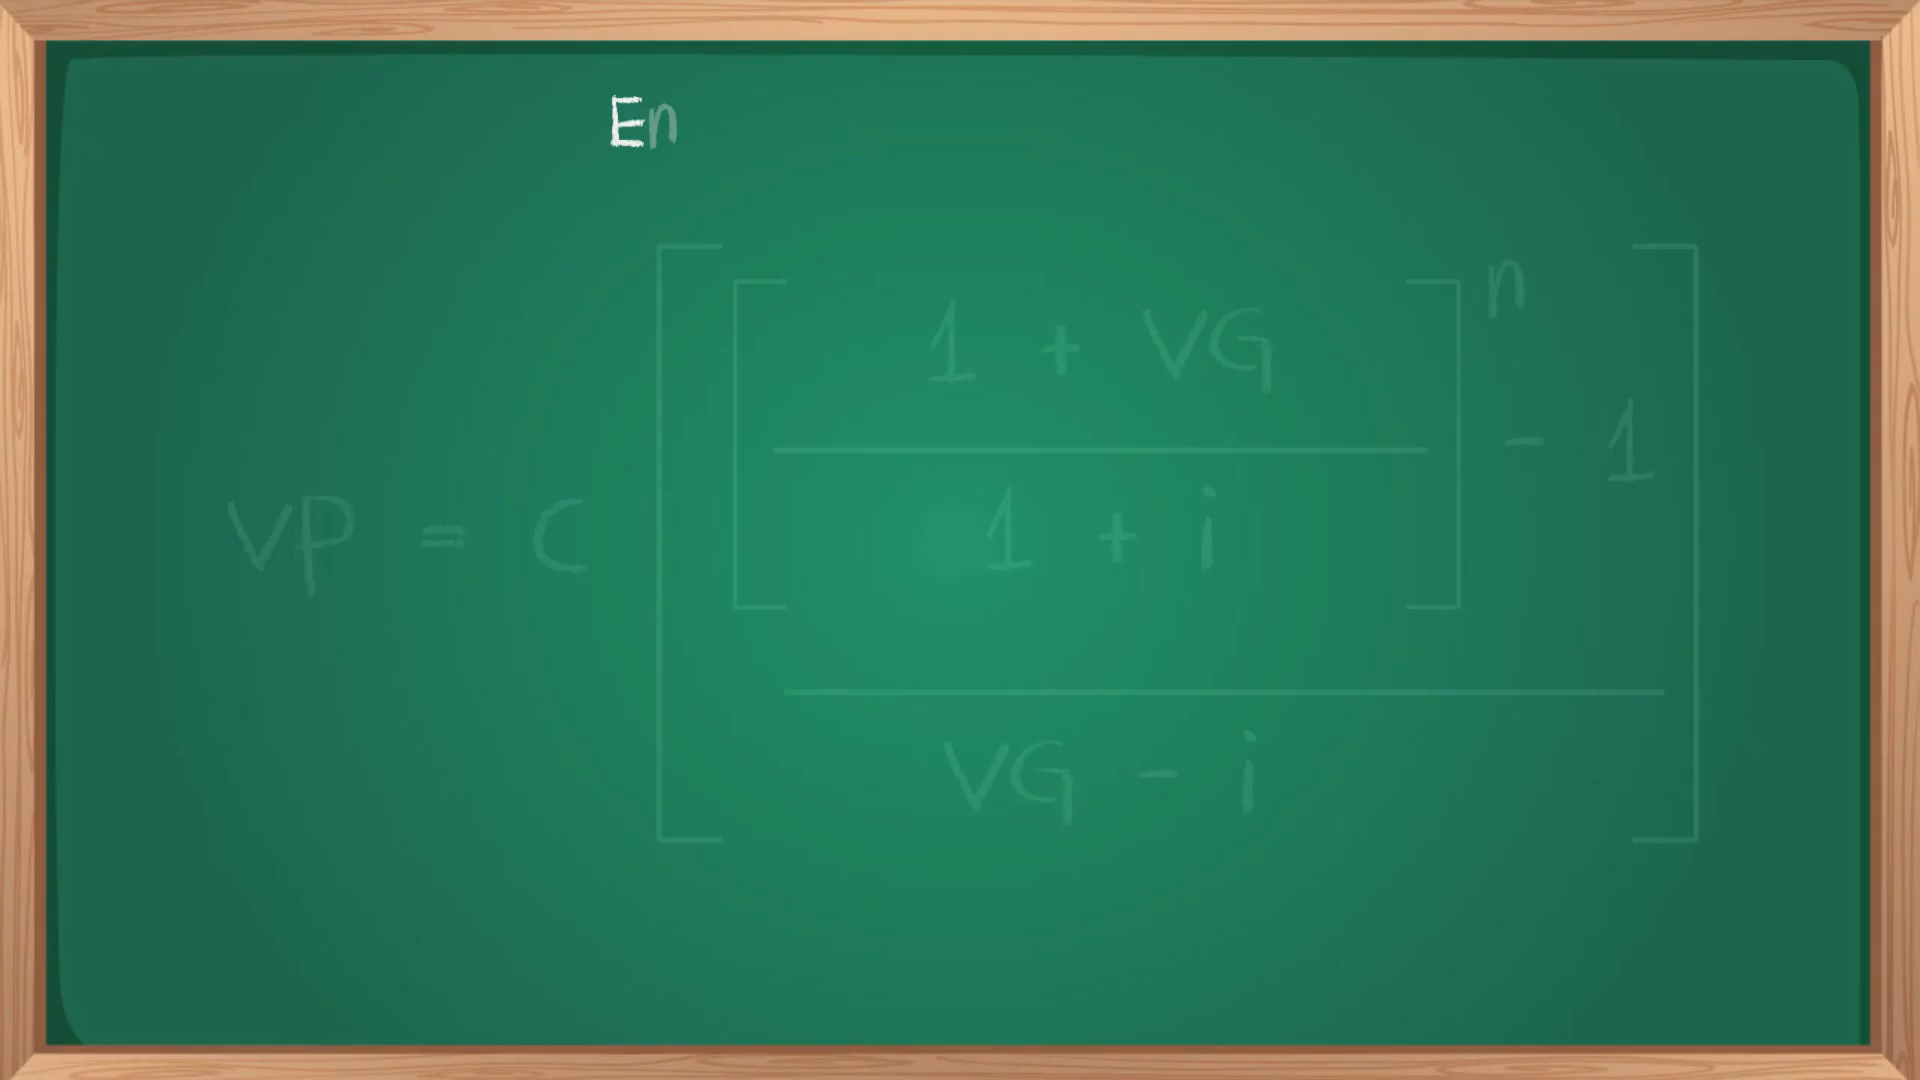 En
VP = C [ [ 1 + VG / 1 + i ]^n - 1 / VG - i ]